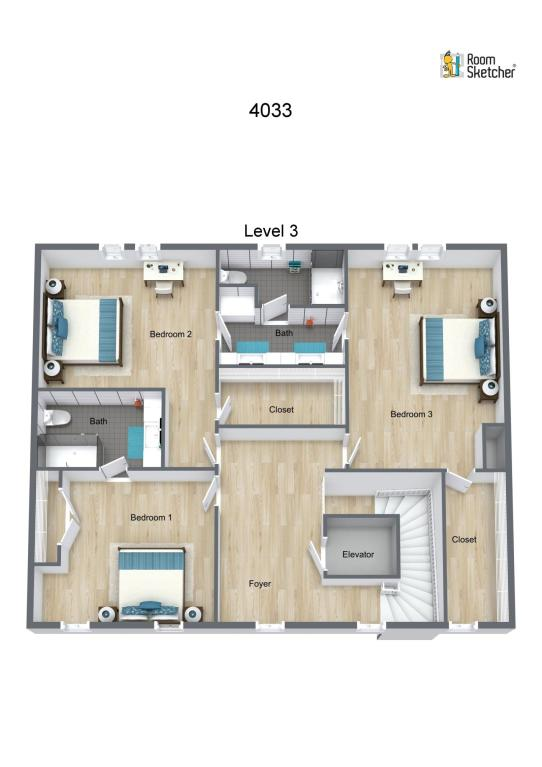 Room
Sketcher®
4033
Level 3
Bedroom 2
Bath
Closet
Bedroom 3
Bath
Bedroom 1
Closet
Elevator
Foyer